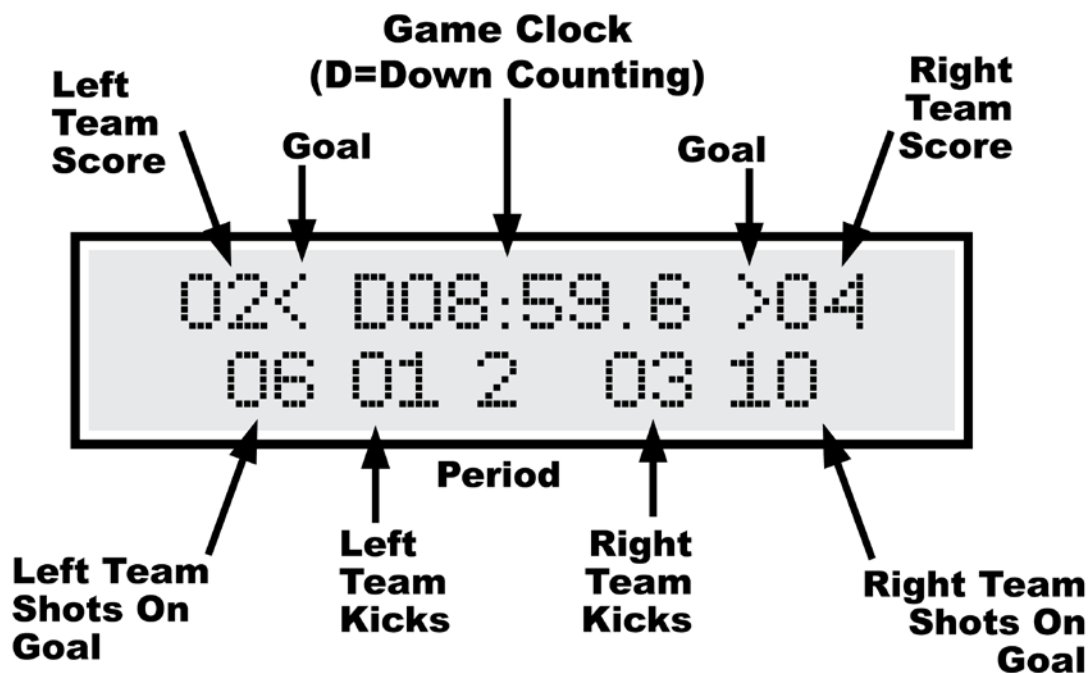 Game Clock
(D=Down Counting)
Left
Team
Score
Goal
Goal
Right
Team
Score
02< D08:59.6 >04
06 01 2 03 10
Period
Left Team
Shots On
Goal
Left
Team
Kicks
Right
Team
Kicks
Right Team
Shots On
Goal